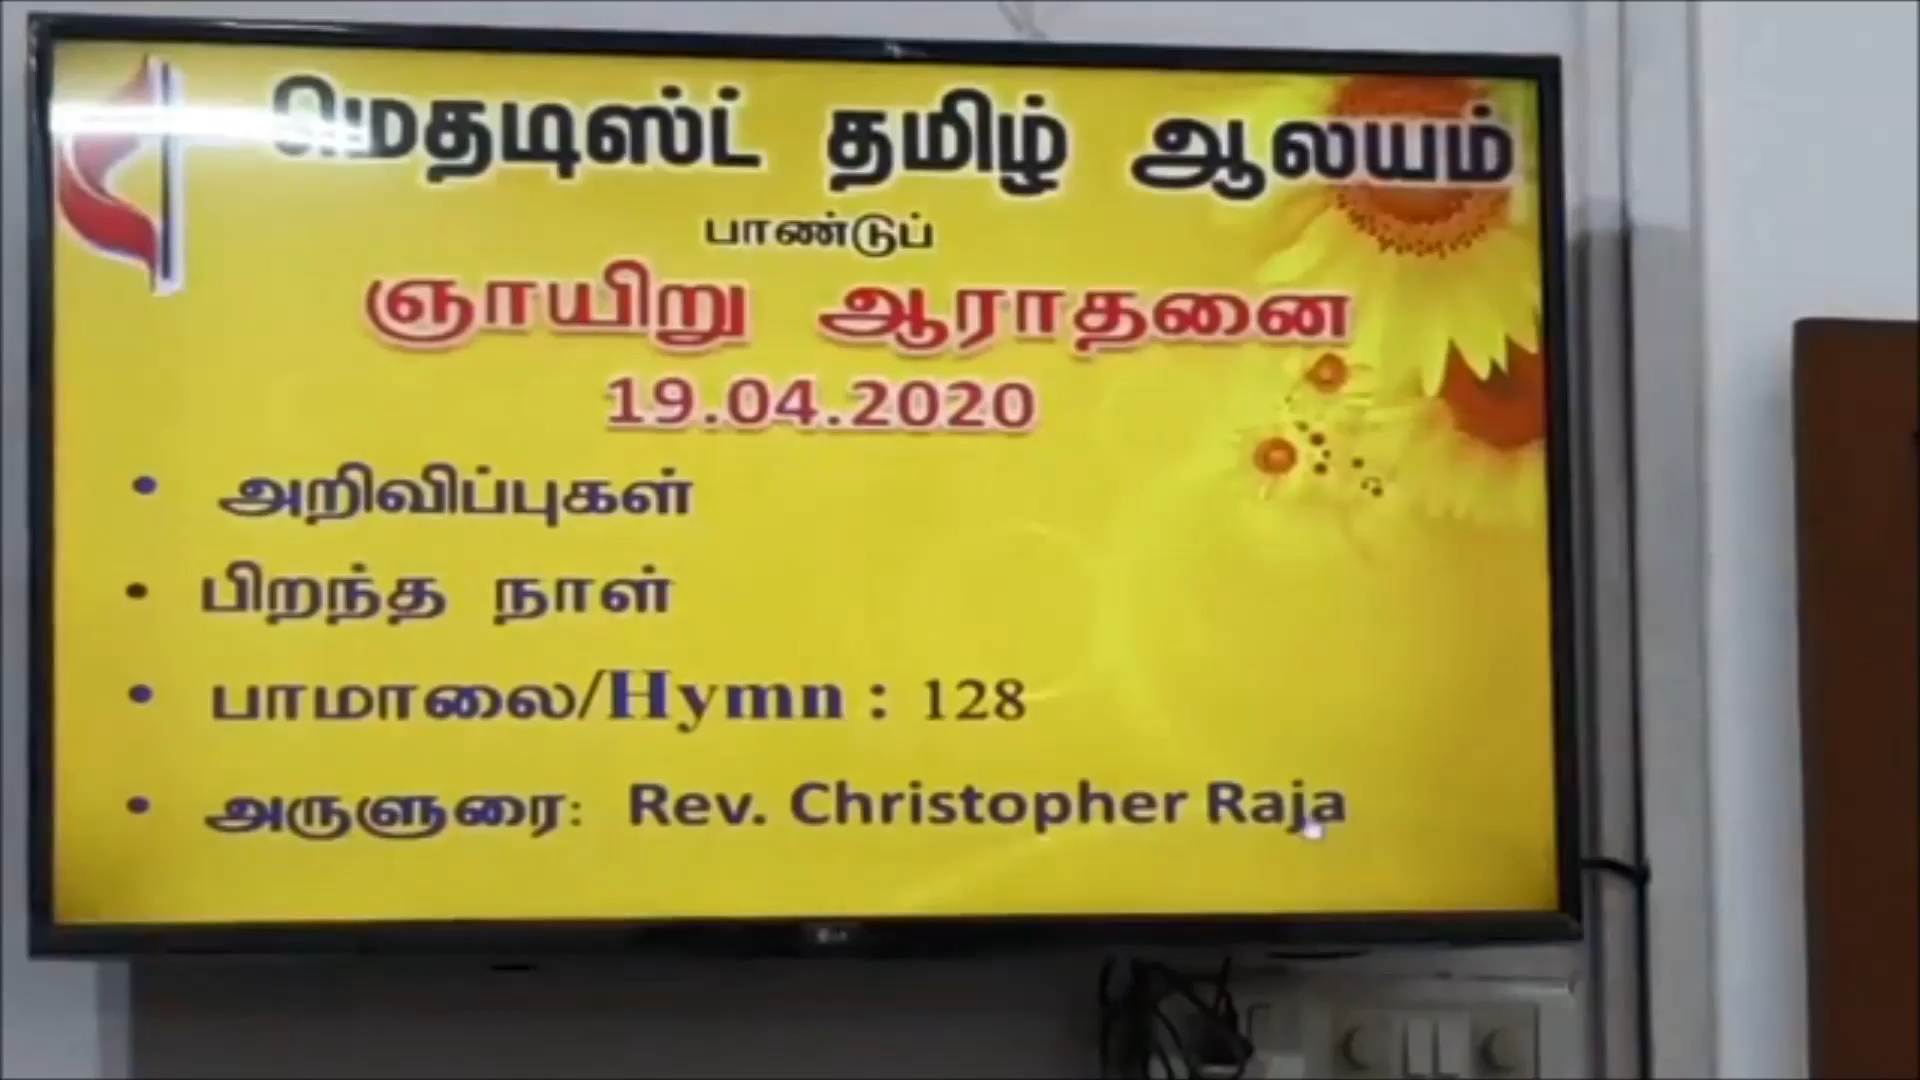 மெதடிஸ்ட் தமிழ் ஆலயம்
பாண்டுப்
ஞாயிறு ஆராதனை
19.04.2020
• அறிவிப்புகள்
• பிறந்த நாள்
• பாமாலை/Hymn : 128
• அருளுரை: Rev. Christopher Raja